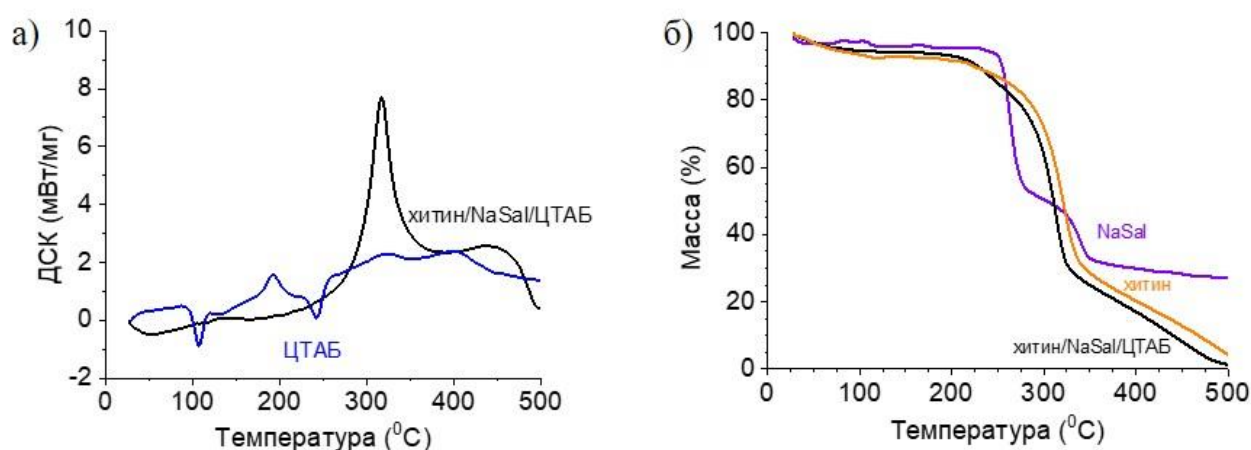 а)
10
8
6
4
2
0
-2
ДСК (мВт/мг)
хитин/NaSal/ЦТАБ
ЦТАБ
0 100 200 300 400 500
Температура (⁰C)
б)
100
80
60
40
20
0
Масса (%)
NaSal
хитин
хитин/NaSal/ЦТАБ
0 100 200 300 400 500
Температура (⁰C)